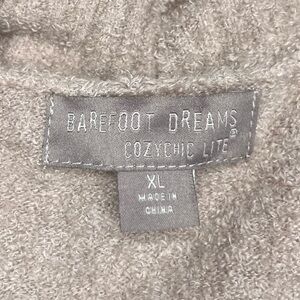 BAREFOOT DREAMS®
COZYCHIC LITE
XL
MADE IN
CHINA